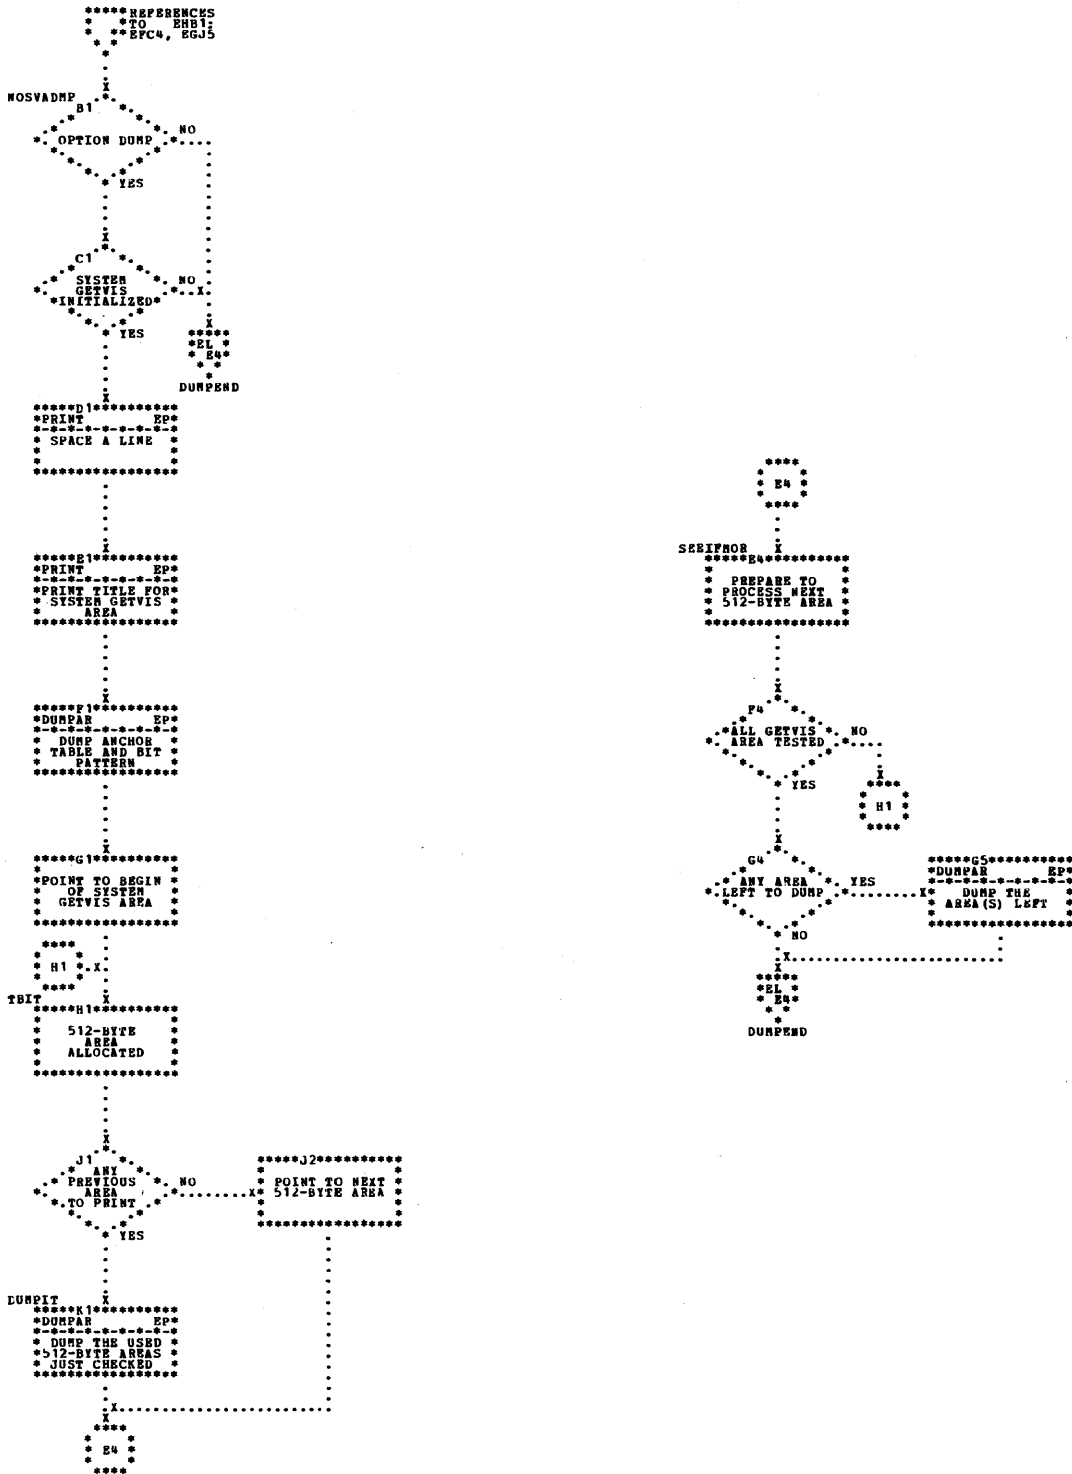 REFERENCES
TO EHB1:
EFC4, EGJ5
NOSVADMP
B1
OPTION DUMP
NO
YES
C1
SYSTEM
GETVIS
INITIALIZED
NO
YES
EL
E4
DUMPEND
D1
PRINT EP
SPACE A LINE
E1
PRINT EP
PRINT TITLE FOR
SYSTEM GETVIS
AREA
F1
DUMPAR EP
DUMP ANCHOR
TABLE AND BIT
PATTERN
G1
POINT TO BEGIN
OF SYSTEM
GETVIS AREA
H1
TBIT
H1
512-BYTE
AREA
ALLOCATED
J1
ANY
PREVIOUS
AREA
TO PRINT
NO
YES
J2
POINT TO NEXT
512-BYTE AREA
DUMPIT
K1
DUMPAR EP
DUMP THE USED
512-BYTE AREAS
JUST CHECKED
E4
E4
SEEIFMOR
E4
PREPARE TO
PROCESS NEXT
512-BYTE AREA
F4
ALL GETVIS
AREA TESTED
NO
YES
H1
G4
ANY AREA
LEFT TO DUMP
YES
NO
G5
DUMPAR EP
DUMP THE
AREA(S) LEFT
EL
E4
DUMPEND